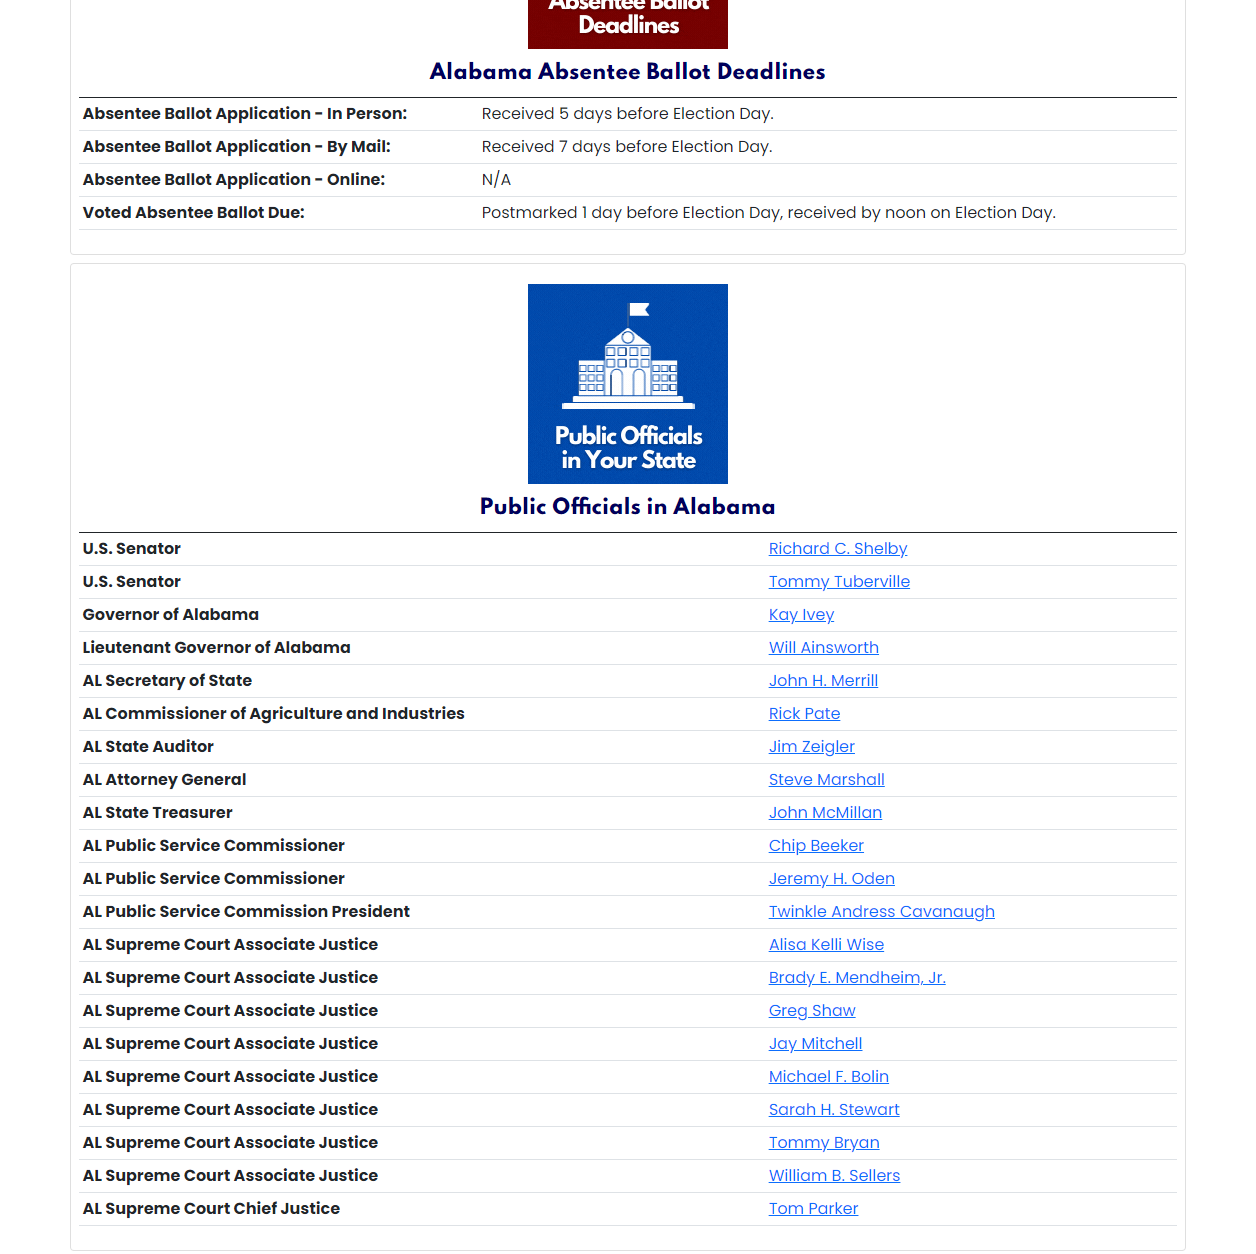 Absentee Ballot
Deadlines
Alabama Absentee Ballot Deadlines
Absentee Ballot Application - In Person: Received 5 days before Election Day.
Absentee Ballot Application - By Mail: Received 7 days before Election Day.
Absentee Ballot Application - Online: N/A
Voted Absentee Ballot Due: Postmarked 1 day before Election Day, received by noon on Election Day.
Public Officials
in Your State
Public Officials in Alabama
U.S. Senator Richard C. Shelby
U.S. Senator Tommy Tuberville
Governor of Alabama Kay Ivey
Lieutenant Governor of Alabama Will Ainsworth
AL Secretary of State John H. Merrill
AL Commissioner of Agriculture and Industries Rick Pate
AL State Auditor Jim Zeigler
AL Attorney General Steve Marshall
AL State Treasurer John McMillan
AL Public Service Commissioner Chip Beeker
AL Public Service Commissioner Jeremy H. Oden
AL Public Service Commission President Twinkle Andress Cavanaugh
AL Supreme Court Associate Justice Alisa Kelli Wise
AL Supreme Court Associate Justice Brady E. Mendheim, Jr.
AL Supreme Court Associate Justice Greg Shaw
AL Supreme Court Associate Justice Jay Mitchell
AL Supreme Court Associate Justice Michael F. Bolin
AL Supreme Court Associate Justice Sarah H. Stewart
AL Supreme Court Associate Justice Tommy Bryan
AL Supreme Court Associate Justice William B. Sellers
AL Supreme Court Chief Justice Tom Parker